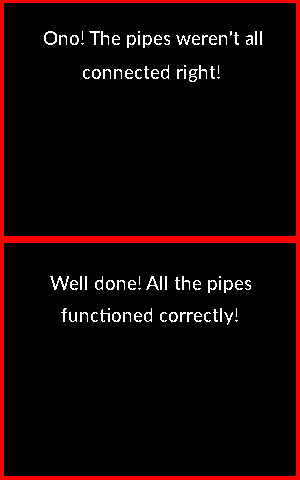 Ono! The pipes weren't all
connected right!
Well done! All the pipes
functioned correctly!